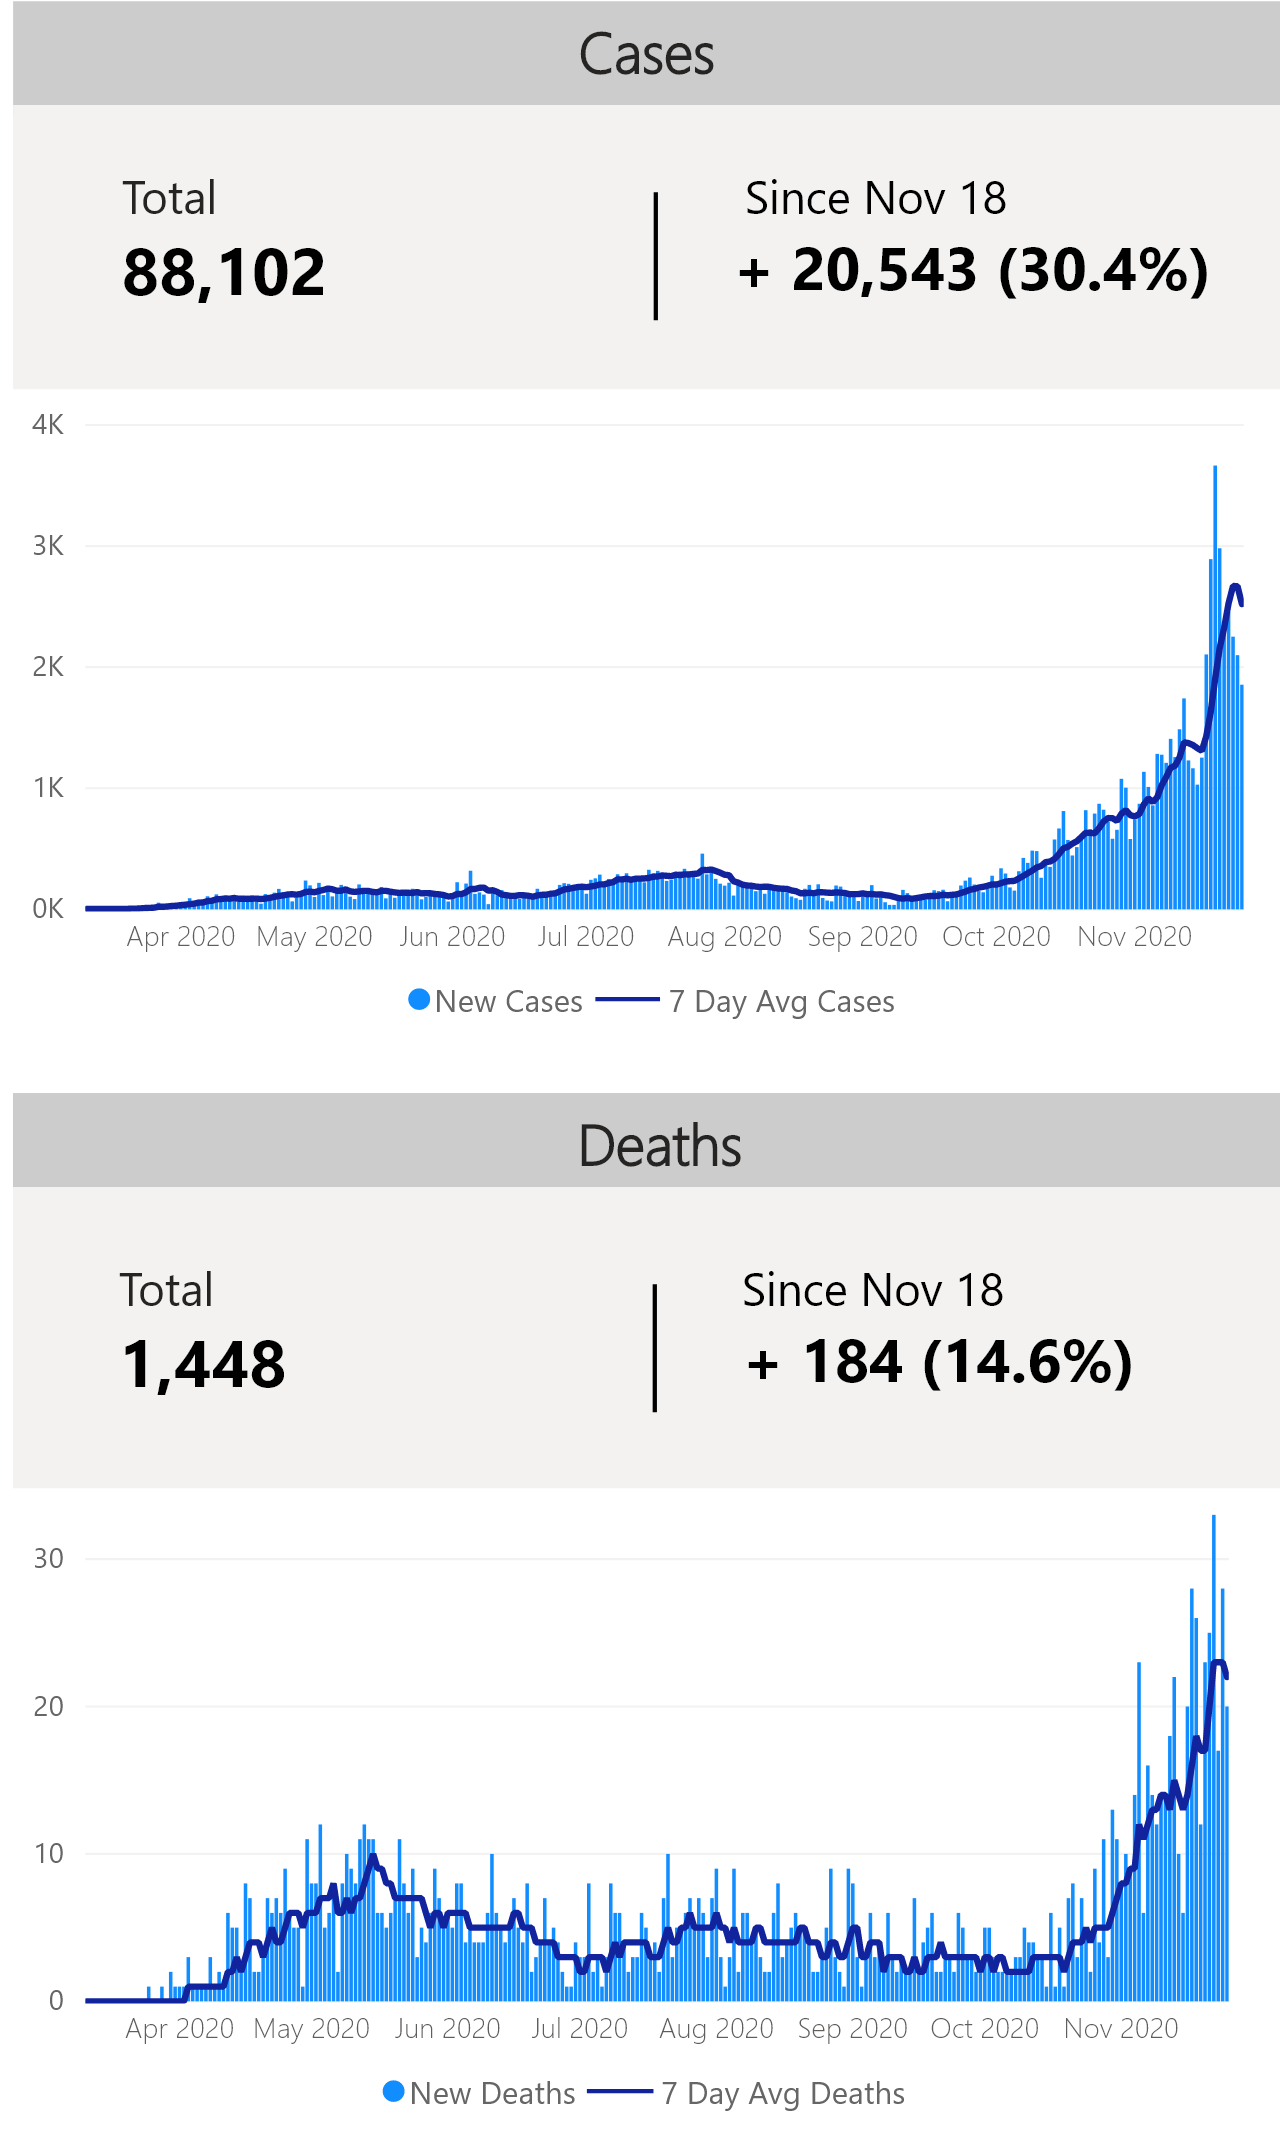 Cases
Total
Since Nov 18
88,102
+ 20,543 (30.4%)
4K
3K
2K
1K
0K
Apr 2020 May 2020 Jun 2020 Jul 2020 Aug 2020 Sep 2020 Oct 2020 Nov 2020
New Cases 7 Day Avg Cases
Deaths
Total
Since Nov 18
1,448
+ 184 (14.6%)
30
20
10
0
Apr 2020 May 2020 Jun 2020 Jul 2020 Aug 2020 Sep 2020 Oct 2020 Nov 2020
New Deaths 7 Day Avg Deaths